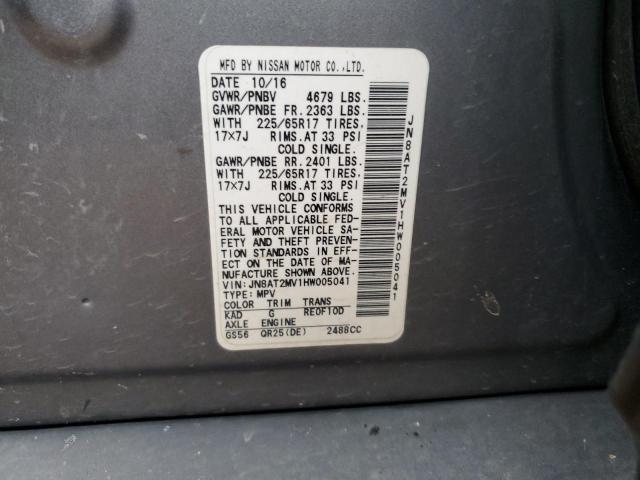 MFD BY NISSAN MOTOR CO.,LTD.
DATE 10/16
GVWR/PNBV 4679 LBS.
GAWR/PNBE FR. 2363 LBS.
WITH 225/65R17 TIRES.
17×7J RIMS.AT 33 PSI
COLD SINGLE.
GAWR/PNBE RR. 2401 LBS.
WITH 225/65R17 TIRES.
17×7J RIMS.AT 33 PSI
COLD SINGLE.
THIS VEHICLE CONFORMS
TO ALL APPLICABLE FED-
ERAL MOTOR VEHICLE SA-
FETY AND THEFT PREVEN-
TION STANDARDS IN EFF-
ECT ON THE DATE OF MA-
NUFACTURE SHOWN ABOVE.
VIN:JN8AT2MV1HW005041
TYPE:MPV
COLOR TRIM TRANS
KAD G RE0F10D
AXLE ENGINE
GS56 QR25(DE) 2488CC
JN8AT2MV1HW005041